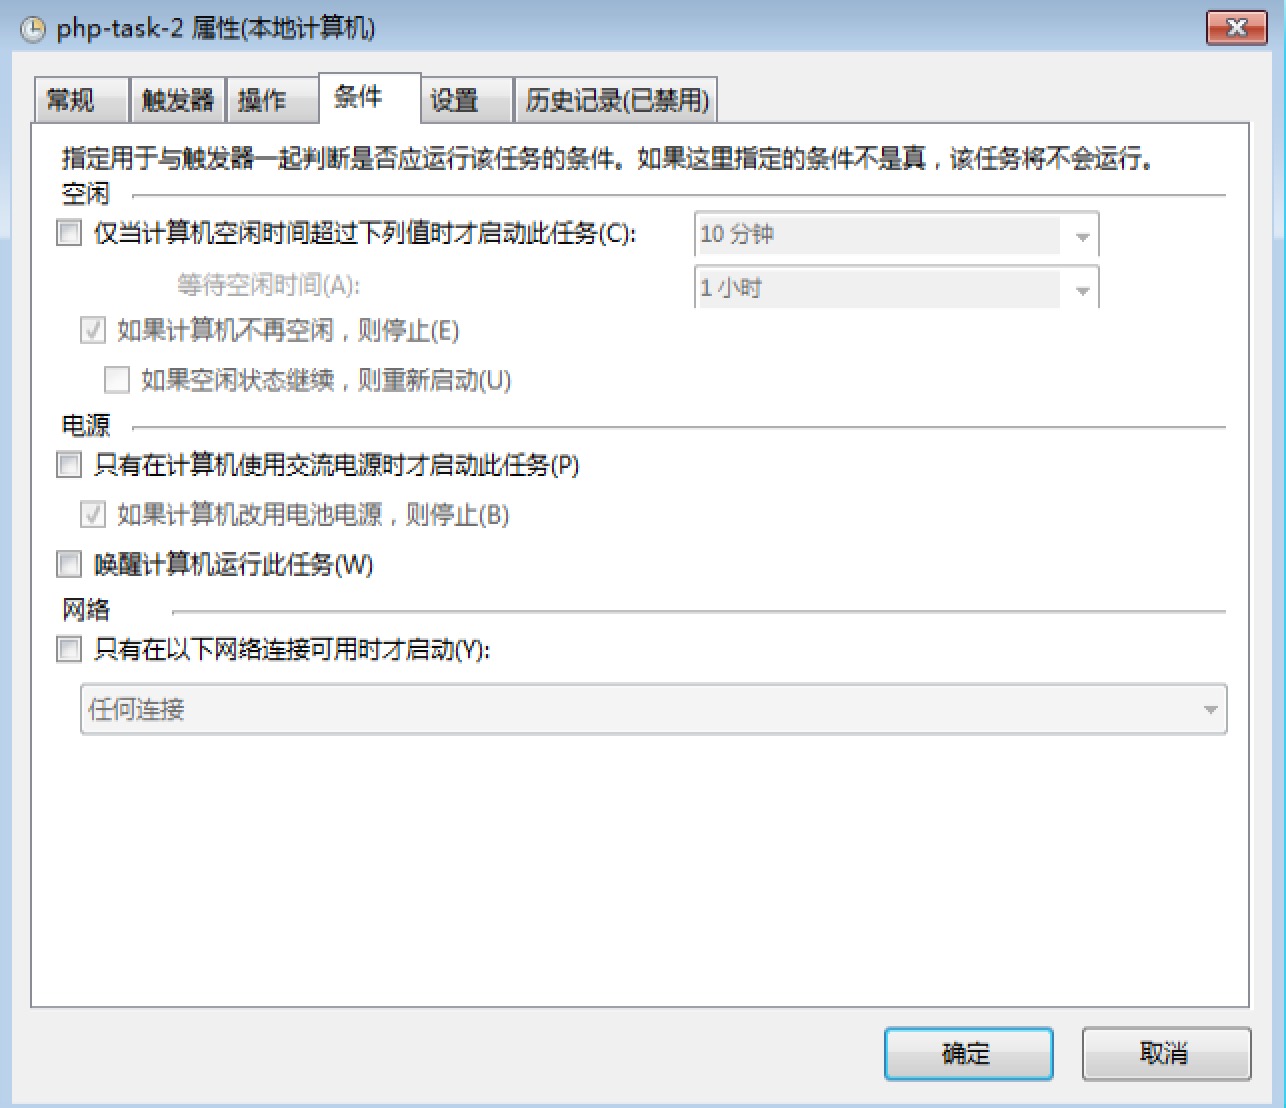 php-task-2 属性(本地计算机)
常规 触发器 操作 条件 设置 历史记录(已禁用)
指定用于与触发器一起判断是否应运行该任务的条件。如果这里指定的条件不是真，该任务将不会运行。
空闲
仅当计算机空闲时间超过下列值时才启动此任务(C): 10 分钟
等待空闲时间(A): 1 小时
如果计算机不再空闲，则停止(E)
如果空闲状态继续，则重新启动(U)
电源
只有在计算机使用交流电源时才启动此任务(P)
如果计算机改用电池电源，则停止(B)
唤醒计算机运行此任务(W)
网络
只有在以下网络连接可用时才启动(Y):
任何连接
确定 取消